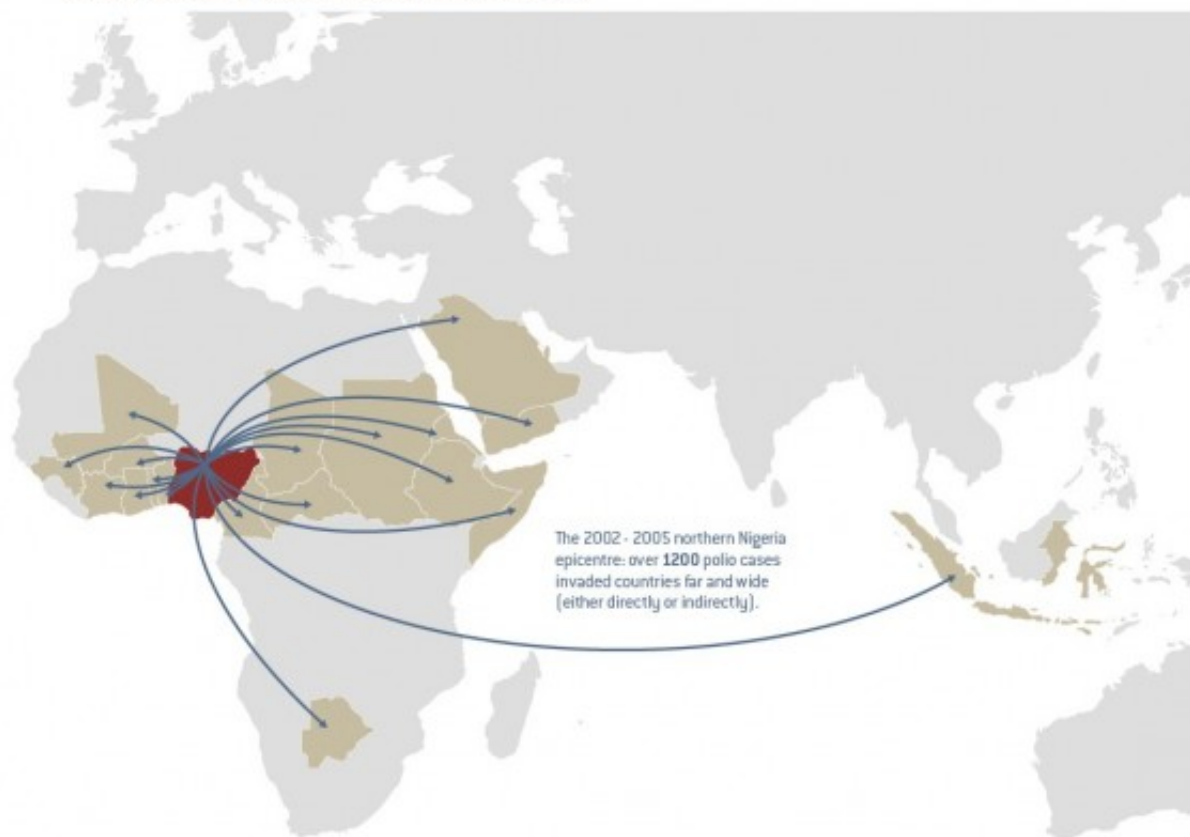 The 2002 - 2005 northern Nigeria
epicentre: over 1200 polio cases
invaded countries far and wide
(either directly or indirectly).